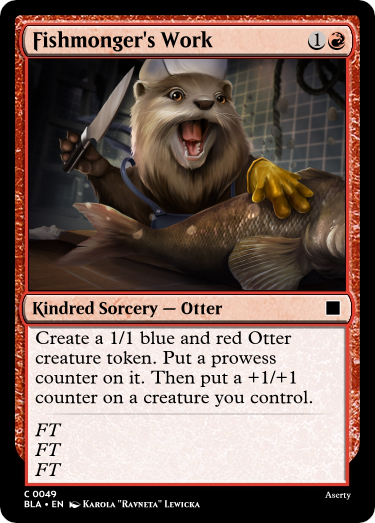 Fishmonger's Work 1
Kindred Sorcery — Otter
Create a 1/1 blue and red Otter
creature token. Put a prowess
counter on it. Then put a +1/+1
counter on a creature you control.
FT
FT
FT
C 0049
BLA • EN Karola "Ravneta" Lewicka
Aserty